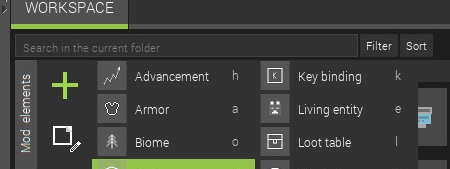 WORKSPACE
Search in the current folder
Filter
Sort
Mod elements
Advancement h
Key binding k
Armor a
Living entity e
Biome o
Loot table l